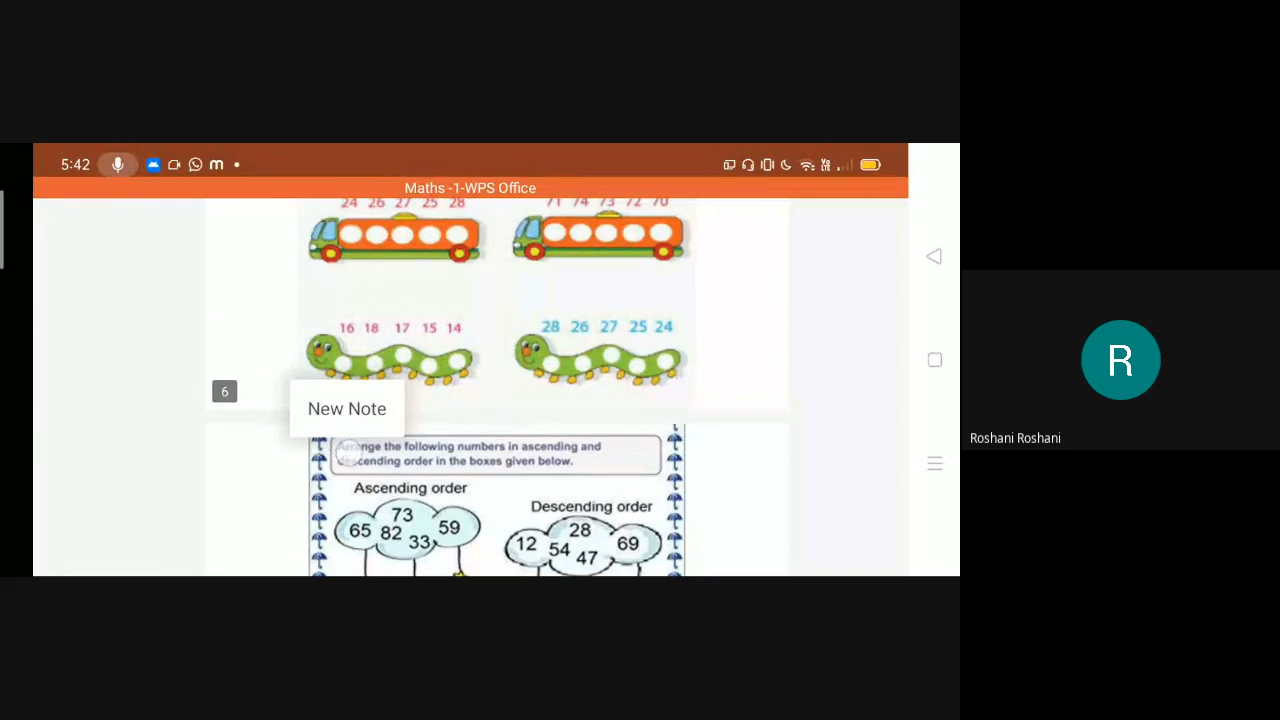 5:42
Maths -1-WPS Office
24 26 27 25 28
71 74 73 72 70
16 18 17 15 14
28 26 27 25 24
6
New Note
Arrange the following numbers in ascending and
descending order in the boxes given below.
Ascending order
73
65 82 33 59
Descending order
28
12 54 47 69
R
Roshani Roshani